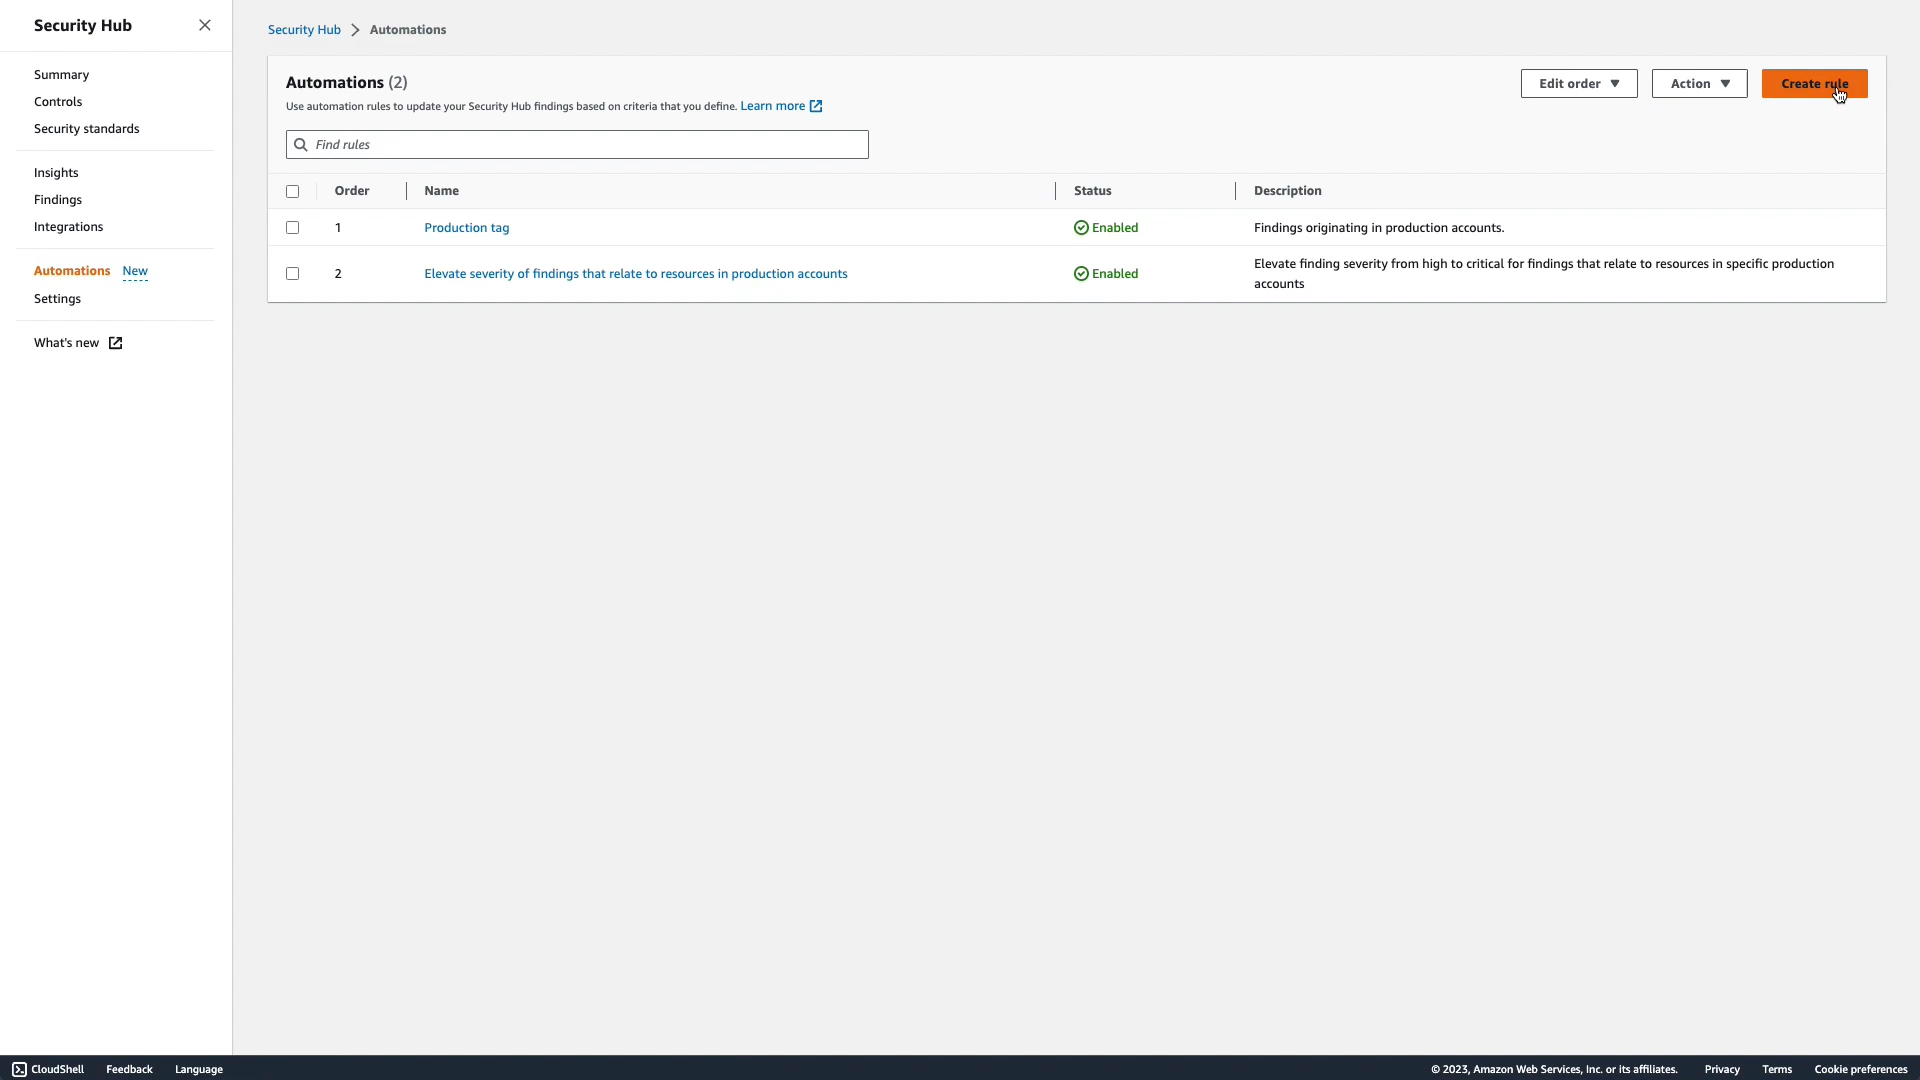 Security Hub
Summary
Controls
Security standards
Insights
Findings
Integrations
Automations New
Settings
What's new
Security Hub Automations
Automations (2)
Use automation rules to update your Security Hub findings based on criteria that you define. Learn more
Edit order Action Create rule
Find rules
Order Name Status Description
1 Production tag Enabled Findings originating in production accounts.
2 Elevate severity of findings that relate to resources in production accounts Enabled Elevate finding severity from high to critical for findings that relate to resources in specific production
accounts
CloudShell Feedback Language © 2023, Amazon Web Services, Inc. or its affiliates. Privacy Terms Cookie preferences